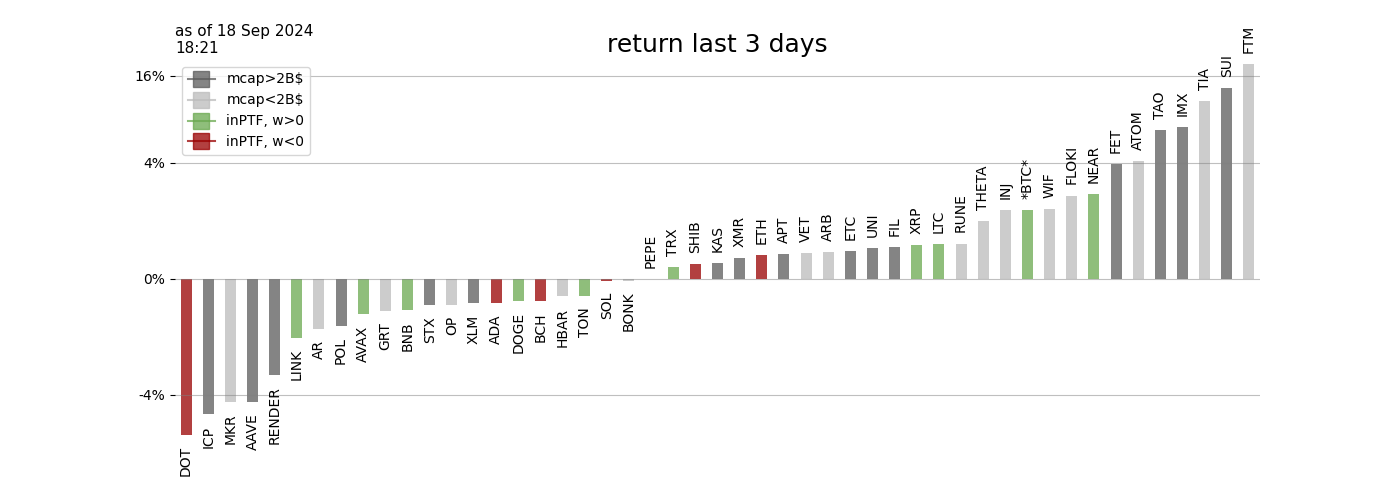 as of 18 Sep 2024
18:21
return last 3 days
mcap>2B$
mcap<2B$
inPTF, w>0
inPTF, w<0
16%
4%
0%
-4%
DOT
ICP
MKR
AAVE
RENDER
LINK
AR
POL
AVAX
GRT
BNB
STX
OP
XLM
ADA
DOGE
BCH
HBAR
TON
SOL
BONK
PEPE
TRX
SHIB
KAS
XMR
ETH
APT
VET
ARB
ETC
UNI
FIL
XRP
LTC
RUNE
THETA
INJ
*BTC*
WIF
FLOKI
NEAR
FET
ATOM
TAO
IMX
TIA
SUI
FTM